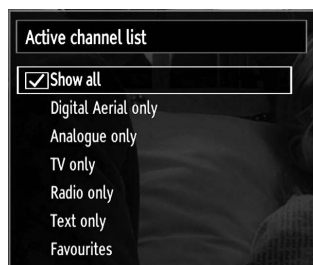 Active channel list
Show all
Digital Aerial only
Analogue only
TV only
Radio only
Text only
Favourites